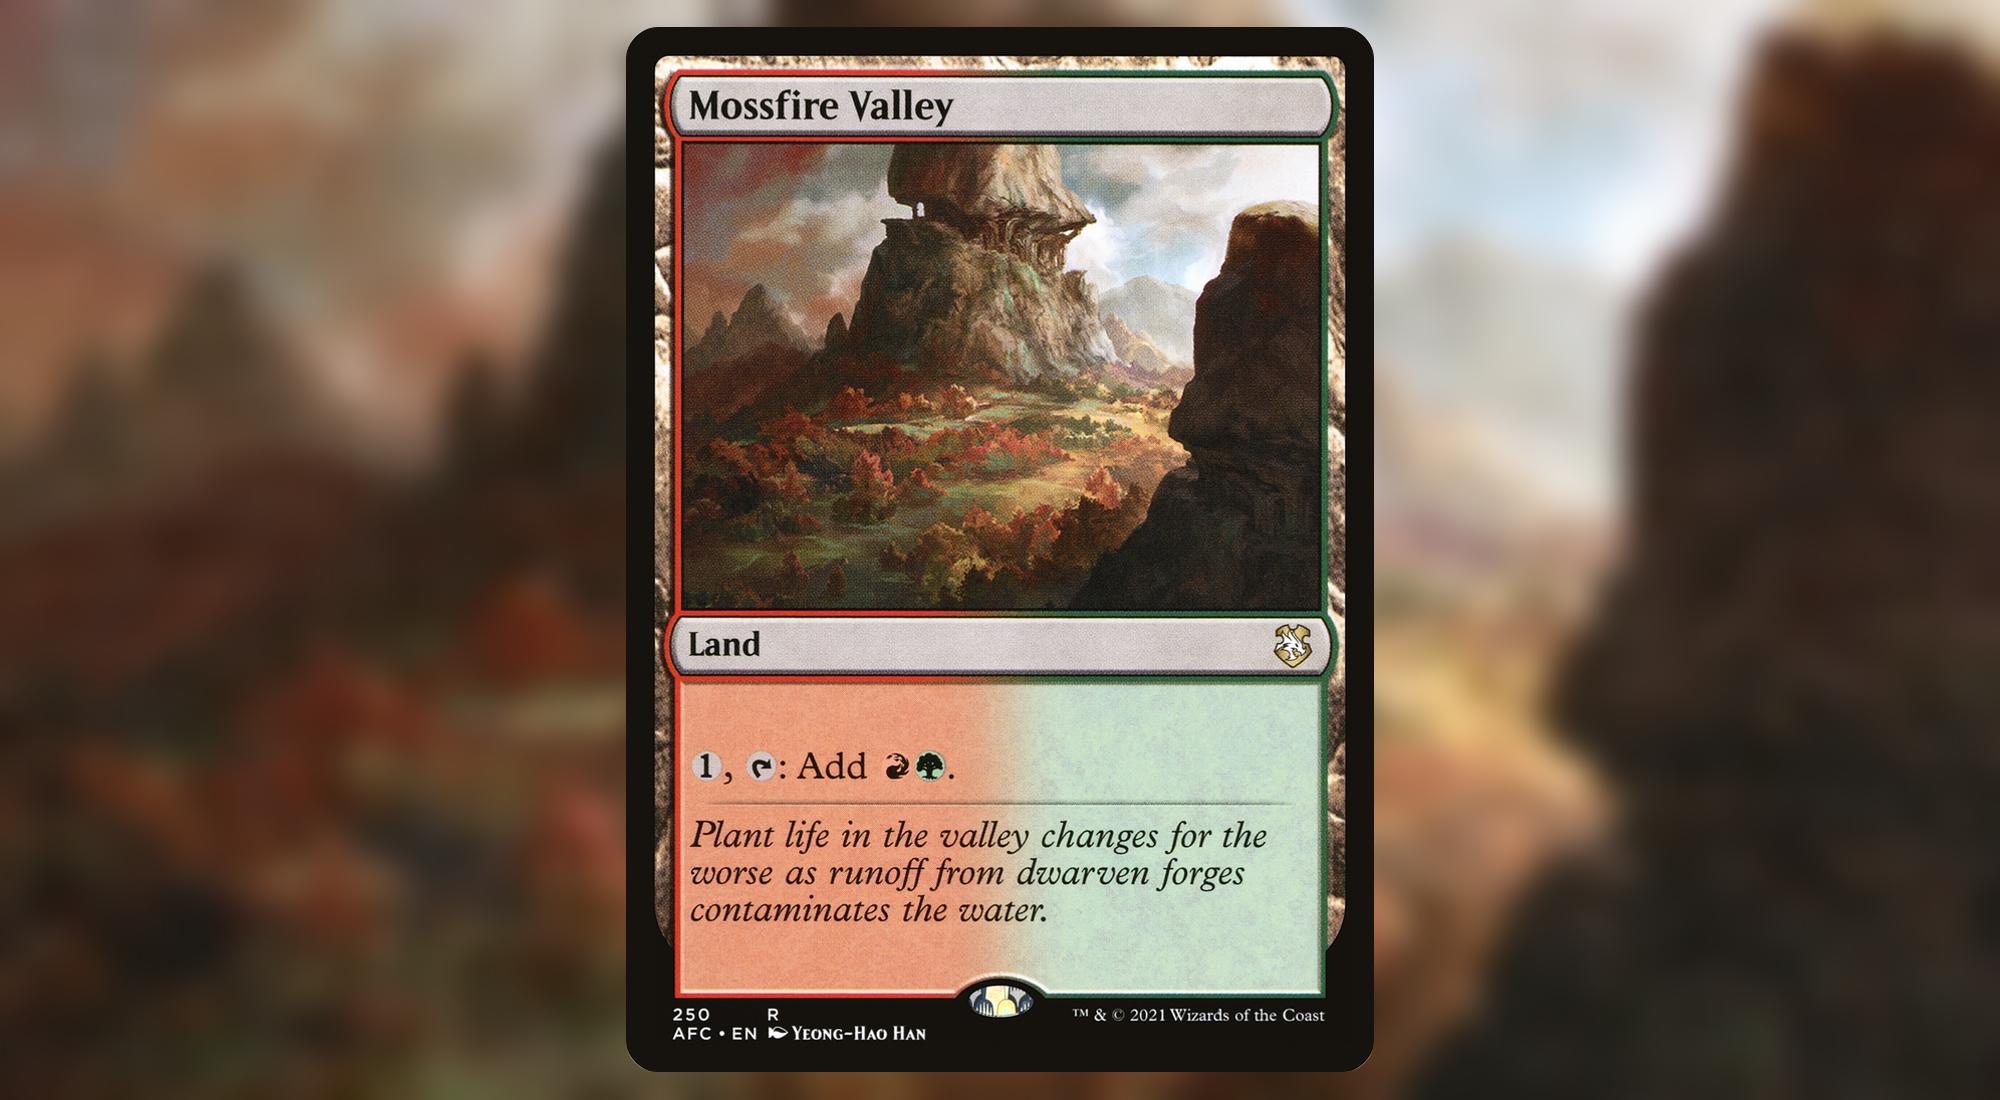 Mossfire Valley
Land
1, : Add .
Plant life in the valley changes for the
worse as runoff from dwarven forges
contaminates the water.
250 R
AFC • EN Yeong-Hao Han
™ & © 2021 Wizards of the Coast